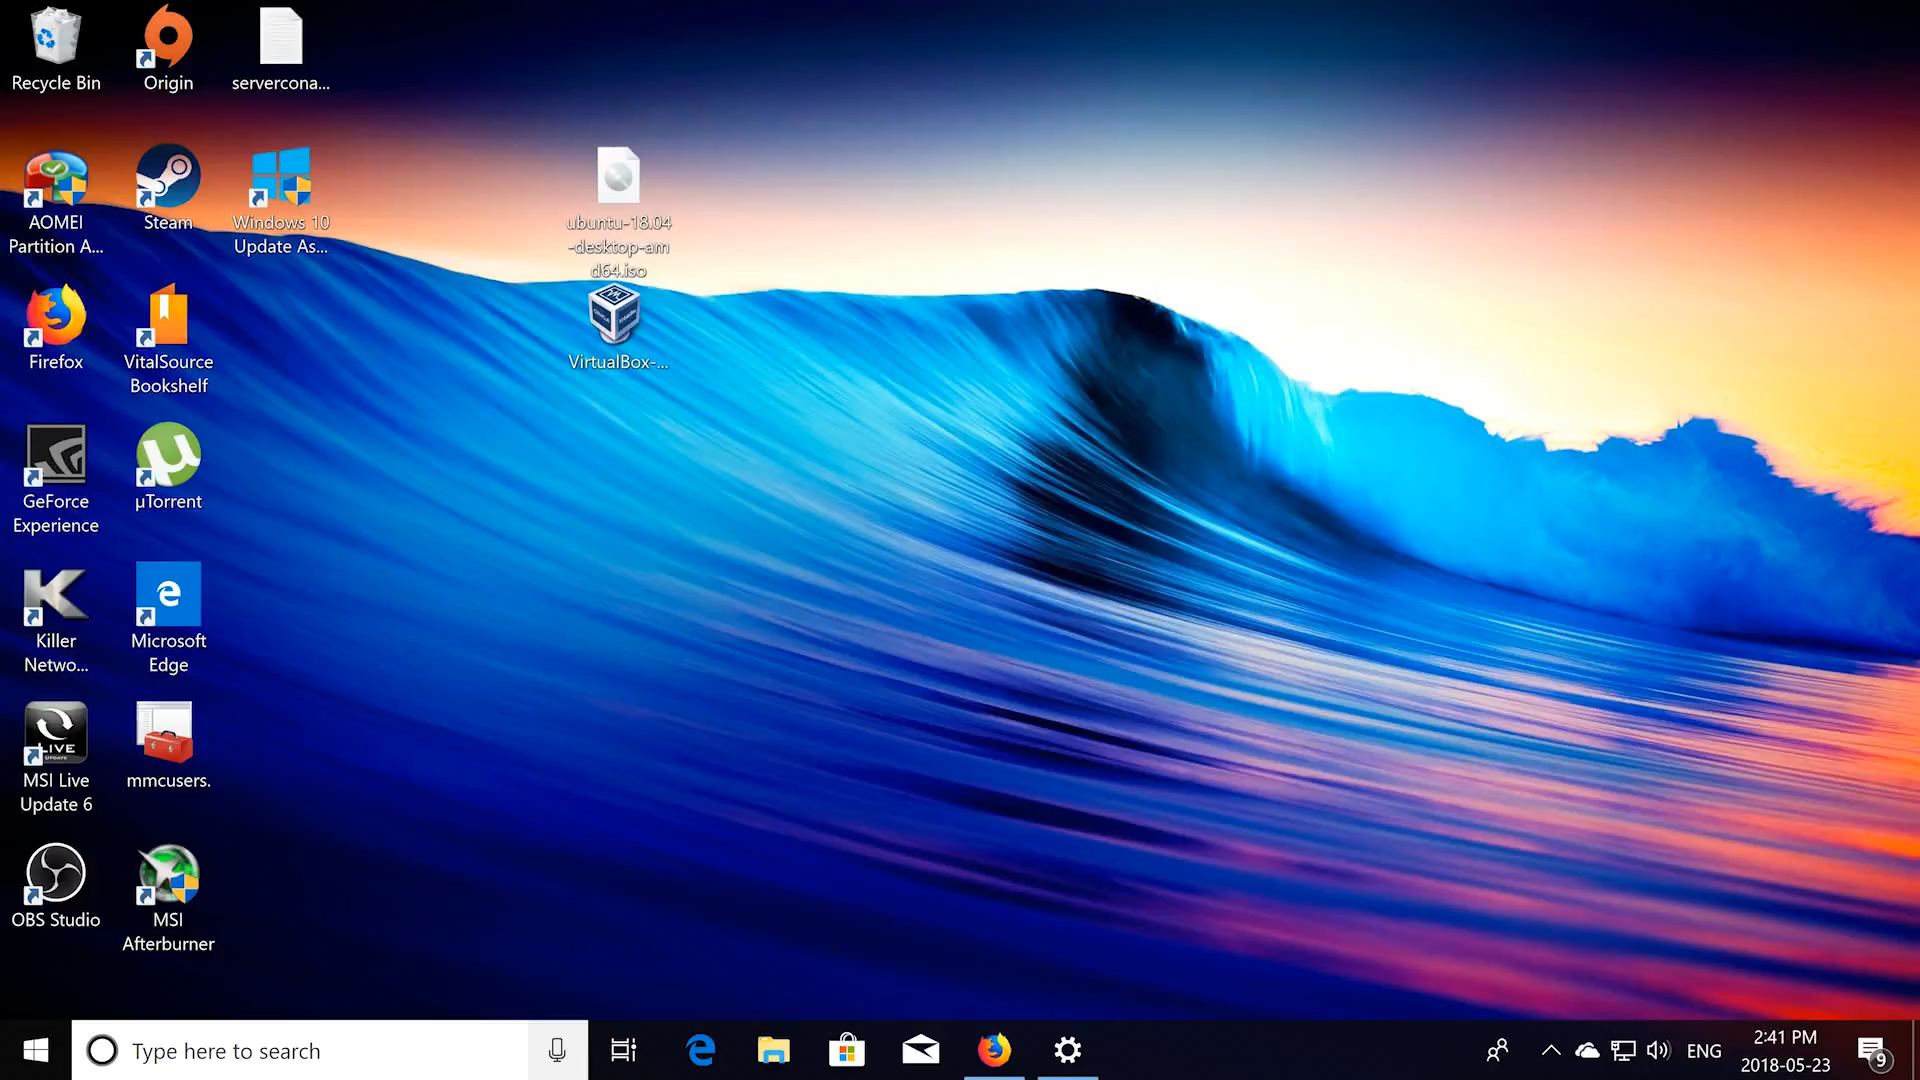 Recycle Bin
Origin
servercona...
AOMEI
Partition A...
Steam
Windows 10
Update As...
ubuntu-18.04
-desktop-am
d64.iso
Firefox
VitalSource
Bookshelf
VirtualBox-...
GeForce
Experience
µTorrent
Killer
Netwo...
Microsoft
Edge
LIVE
UPDATE
MSI Live
Update 6
mmcusers.
OBS Studio
MSI
Afterburner
Type here to search
ENG
2:41 PM
2018-05-23
9